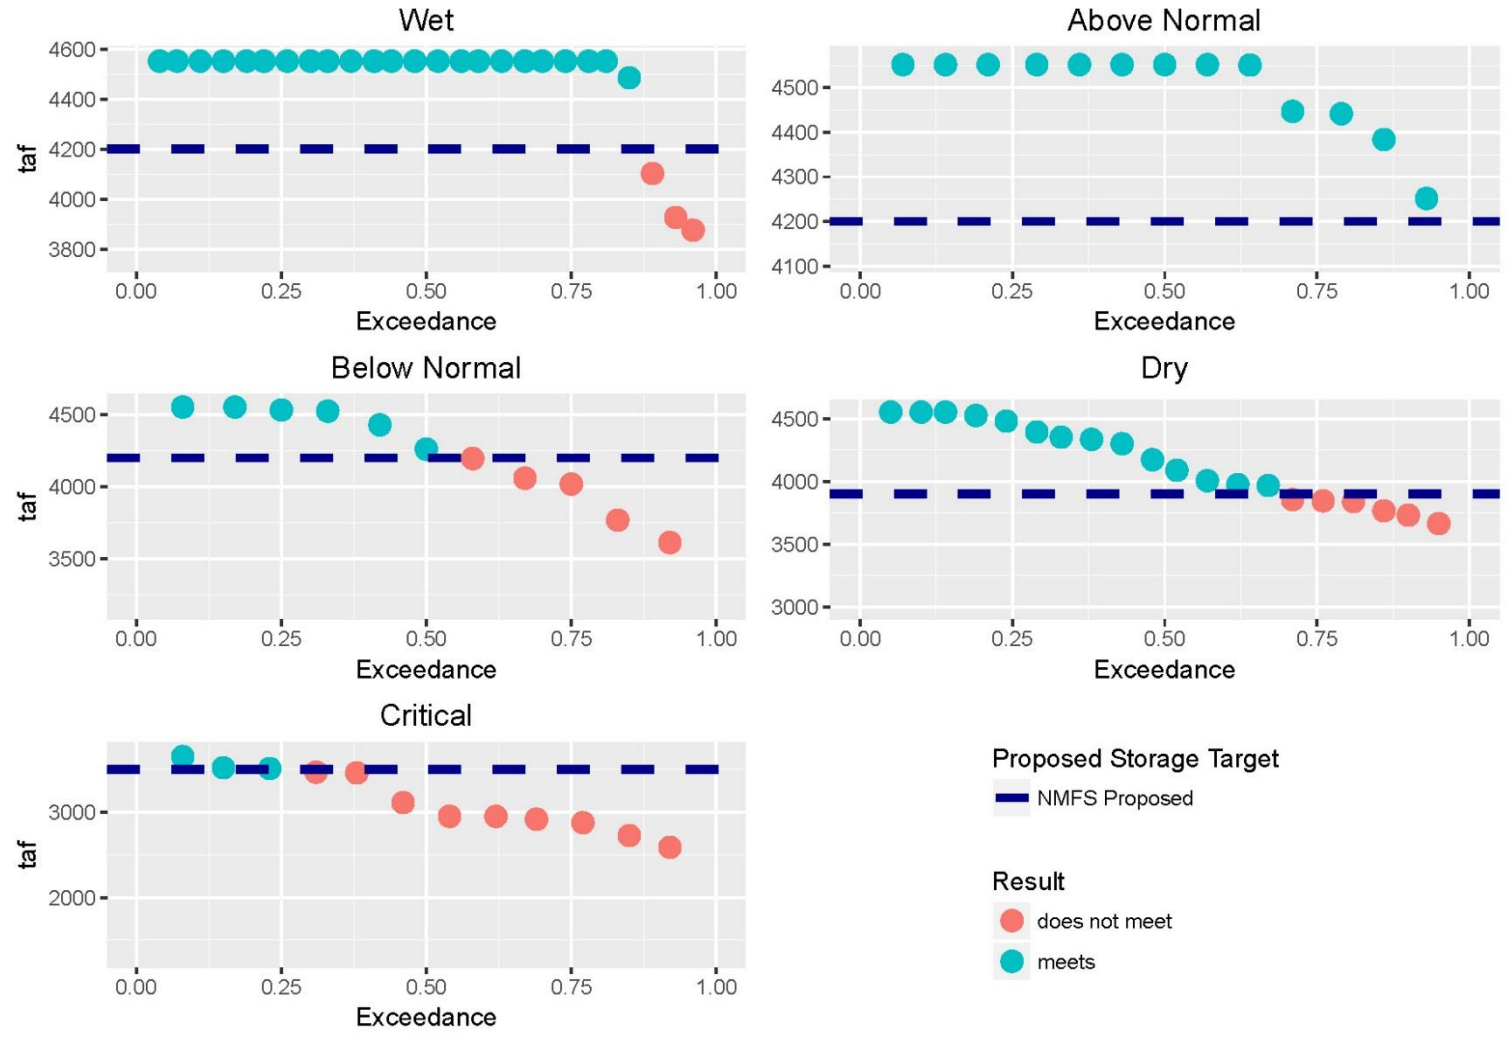 Wet
taf
4600
4400
4200
4000
3800
0.00 0.25 0.50 0.75 1.00
Exceedance
Above Normal
4500
4400
4300
4200
4100
0.00 0.25 0.50 0.75 1.00
Exceedance
Below Normal
taf
4500
4000
3500
0.00 0.25 0.50 0.75 1.00
Exceedance
Dry
4500
4000
3500
3000
0.00 0.25 0.50 0.75 1.00
Exceedance
Critical
taf
3000
2000
0.00 0.25 0.50 0.75 1.00
Exceedance
Proposed Storage Target
NMFS Proposed
Result
does not meet
meets